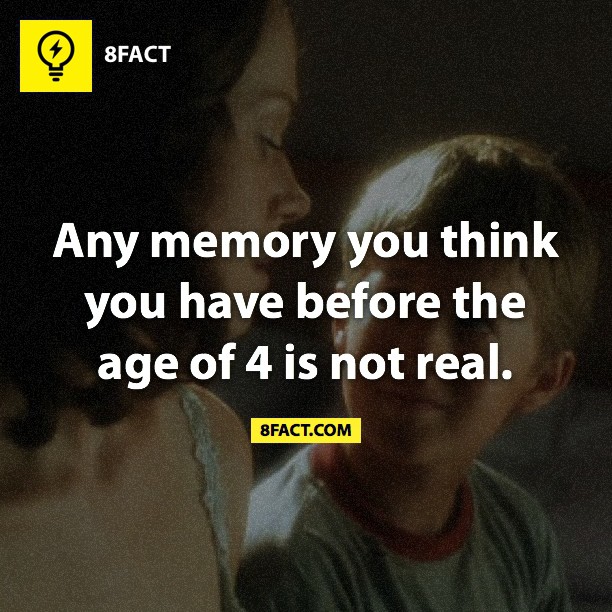 8FACT
Any memory you think
you have before the
age of 4 is not real.
8FACT.COM